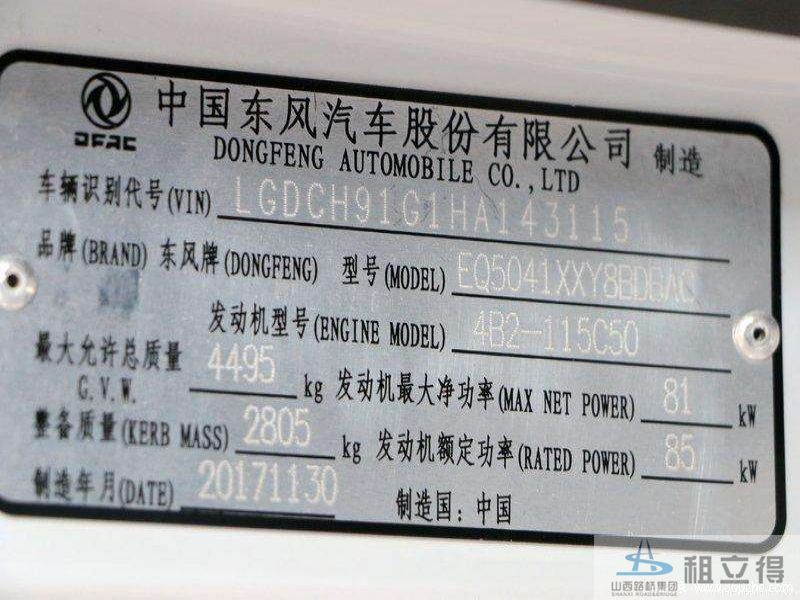 DFAC
中国东风汽车股份有限公司 制造
DONGFENG AUTOMOBILE CO.,LTD
车辆识别代号(VIN) LGDCH91G1HA143115
品牌(BRAND) 东风牌(DONGFENG) 型号(MODEL) EQ5041XXY8BDBAC
发动机型号(ENGINE MODEL) 4B2-115C50
最大允许总质量 4495 kg 发动机最大净功率(MAX NET POWER) 81 kW
G.V.W.
整备质量(KERB MASS) 2805 kg 发动机额定功率(RATED POWER) 85 kW
制造年月(DATE) 20171130 制造国: 中国
山西路桥集团 租立得
SHANXI ROAD&BRIDGE